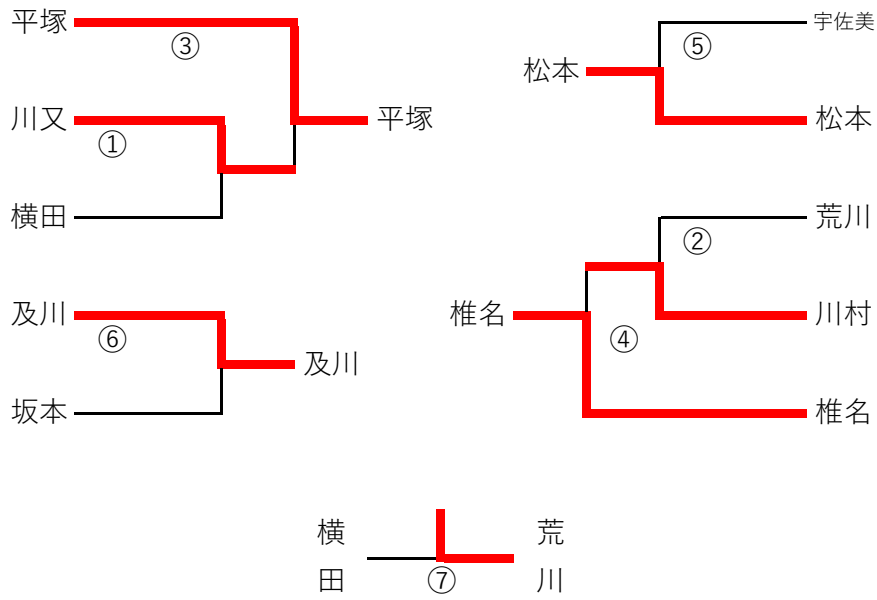 平塚
③
川又
①
平塚
横田
及川
⑥
及川
坂本
宇佐美
⑤
松本
松本
荒川
②
椎名
川村
④
椎名
横田
⑦
荒川